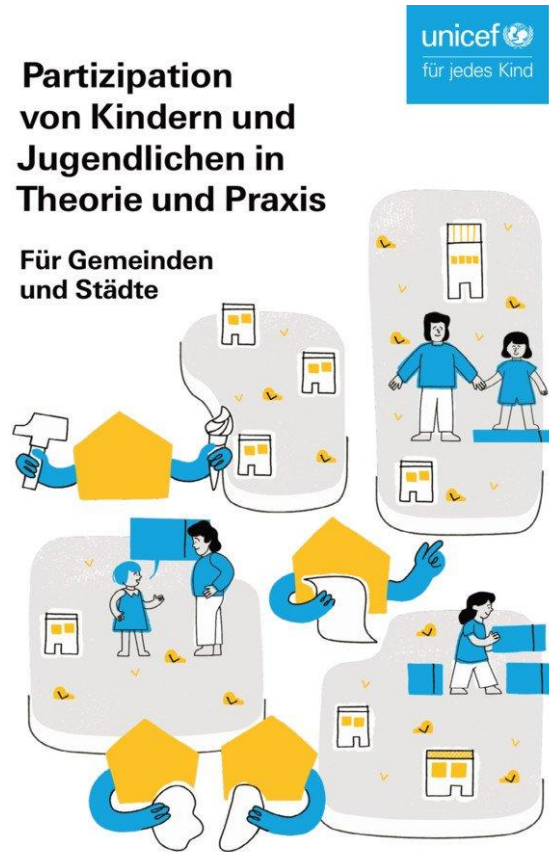 unicef
für jedes Kind
Partizipation
von Kindern und
Jugendlichen in
Theorie und Praxis
Für Gemeinden
und Städte